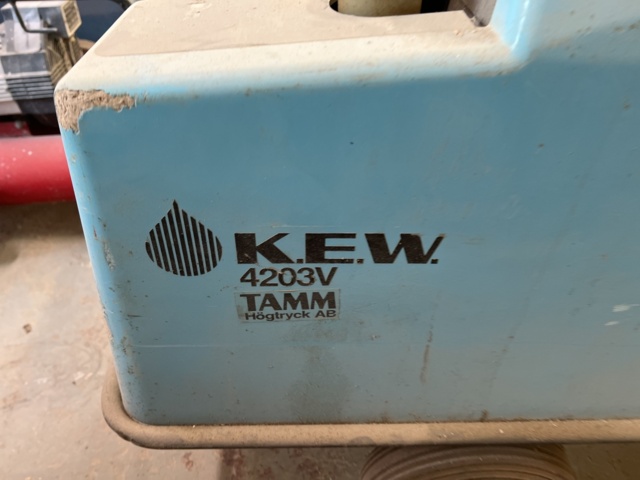 K.E.W.
4203V
TAMM
Högtryck AB